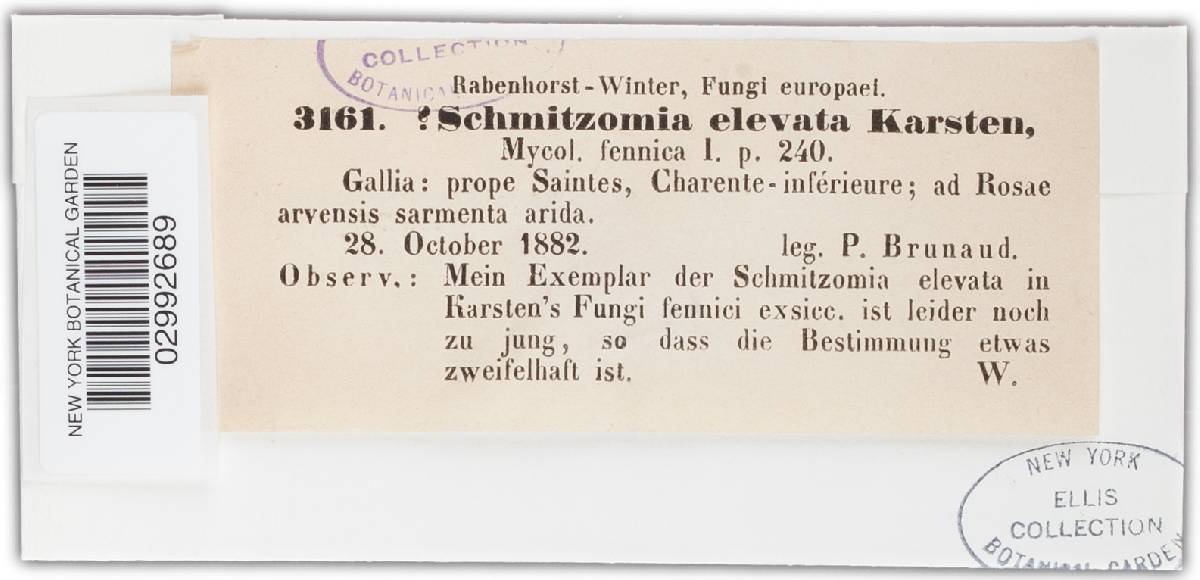 COLLECTION
BOTANICAL
Rabenhorst-Winter, Fungi europaei.
3161. ?Schmitzomia elevata Karsten,
Mycol. fennica I. p. 240.
Gallia: prope Saintes, Charente-inférieure; ad Rosae
arvensis sarmenta arida.
28. October 1882. leg. P. Brunaud.
Observ.: Mein Exemplar der Schmitzomia elevata in
Karsten's Fungi fennici exsicc. ist leider noch
zu jung, so dass die Bestimmung etwas
zweifelhaft ist. W.
NEW YORK BOTANICAL GARDEN
02992689
NEW YORK
ELLIS
COLLECTION
BOTANICAL GARDEN